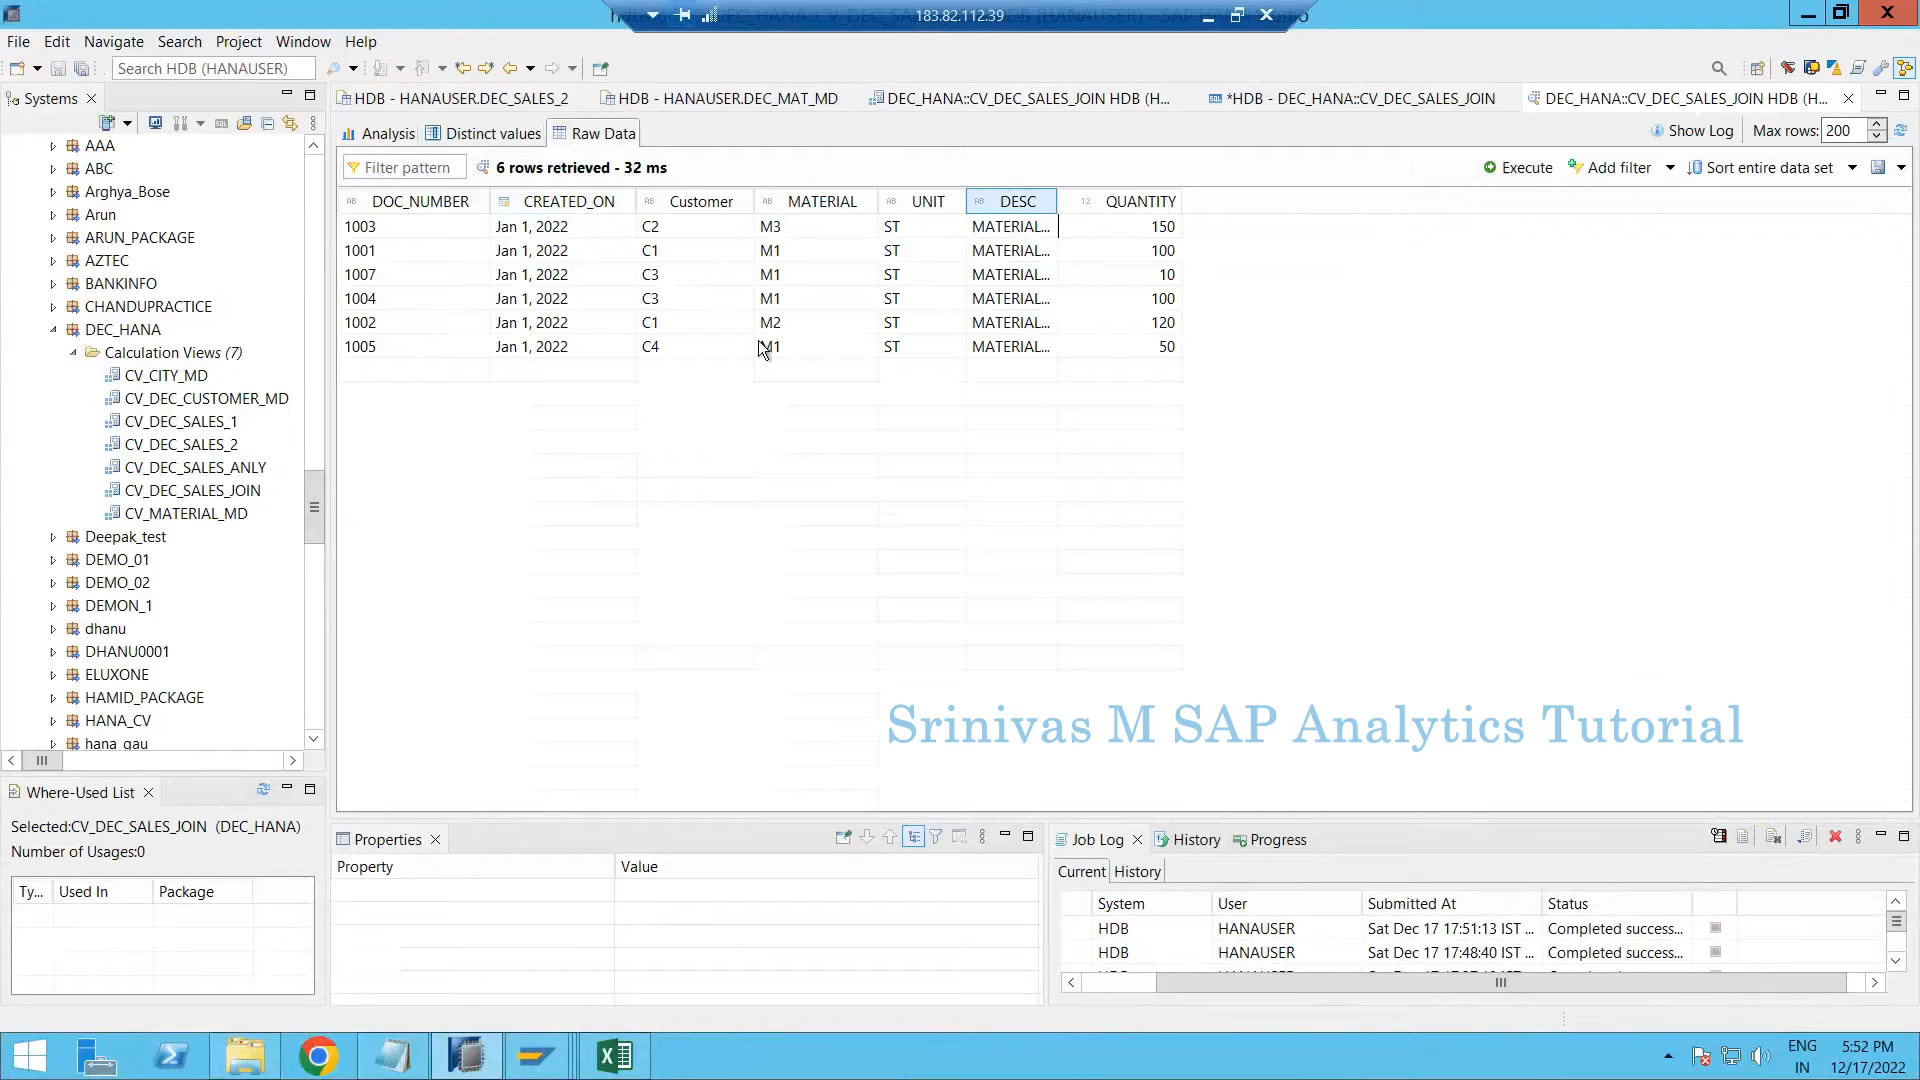 183.82.112.39
File Edit Navigate Search Project Window Help
Search HDB (HANAUSER)
Systems
AAA
ABC
Arghya_Bose
Arun
ARUN_PACKAGE
AZTEC
BANKINFO
CHANDUPRACTICE
DEC_HANA
Calculation Views (7)
CV_CITY_MD
CV_DEC_CUSTOMER_MD
CV_DEC_SALES_1
CV_DEC_SALES_2
CV_DEC_SALES_ANLY
CV_DEC_SALES_JOIN
CV_MATERIAL_MD
Deepak_test
DEMO_01
DEMO_02
DEMON_1
dhanu
DHANU0001
ELUXONE
HAMID_PACKAGE
HANA_CV
hana_gau
HDB - HANAUSER.DEC_SALES_2 HDB - HANAUSER.DEC_MAT_MD DEC_HANA::CV_DEC_SALES_JOIN HDB (H... *HDB - DEC_HANA::CV_DEC_SALES_JOIN DEC_HANA::CV_DEC_SALES_JOIN HDB (H...
Analysis Distinct values Raw Data Show Log Max rows: 200
Filter pattern 6 rows retrieved - 32 ms Execute Add filter Sort entire data set
AB DOC_NUMBER CREATED_ON AB Customer AB MATERIAL AB UNIT AB DESC 12 QUANTITY
1003 Jan 1, 2022 C2 M3 ST MATERIAL... 150
1001 Jan 1, 2022 C1 M1 ST MATERIAL... 100
1007 Jan 1, 2022 C3 M1 ST MATERIAL... 10
1004 Jan 1, 2022 C3 M1 ST MATERIAL... 100
1002 Jan 1, 2022 C1 M2 ST MATERIAL... 120
1005 Jan 1, 2022 C4 M1 ST MATERIAL... 50
Srinivas M SAP Analytics Tutorial
Where-Used List
Selected:CV_DEC_SALES_JOIN (DEC_HANA)
Number of Usages:0
Ty... Used In Package
Properties
Property Value
Job Log History Progress
Current History
System User Submitted At Status
HDB HANAUSER Sat Dec 17 17:51:13 IST ... Completed success...
HDB HANAUSER Sat Dec 17 17:48:40 IST ... Completed success...
ENG 5:52 PM
IN 12/17/2022